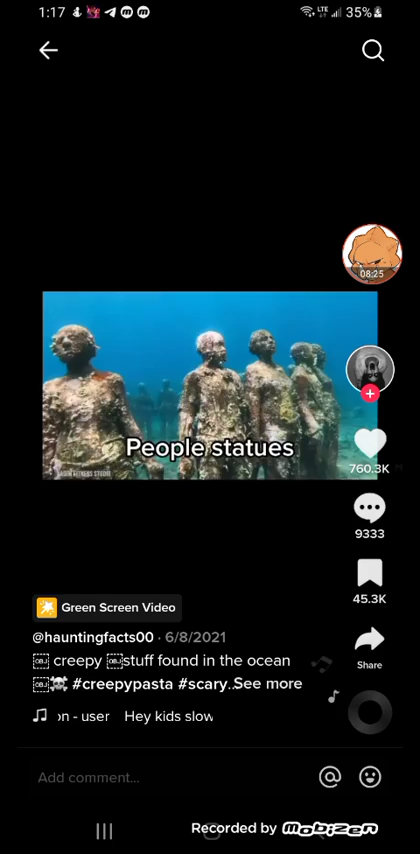 1:17
LTE
35%
08:25
People statues
760.3K
9333
45.3K
Green Screen Video
@hauntingfacts00 · 6/8/2021
creepy stuff found in the ocean
☠️ #creepypasta #scary..See more
Share
on - user Hey kids slow
Add comment...
Recorded by Mobizen